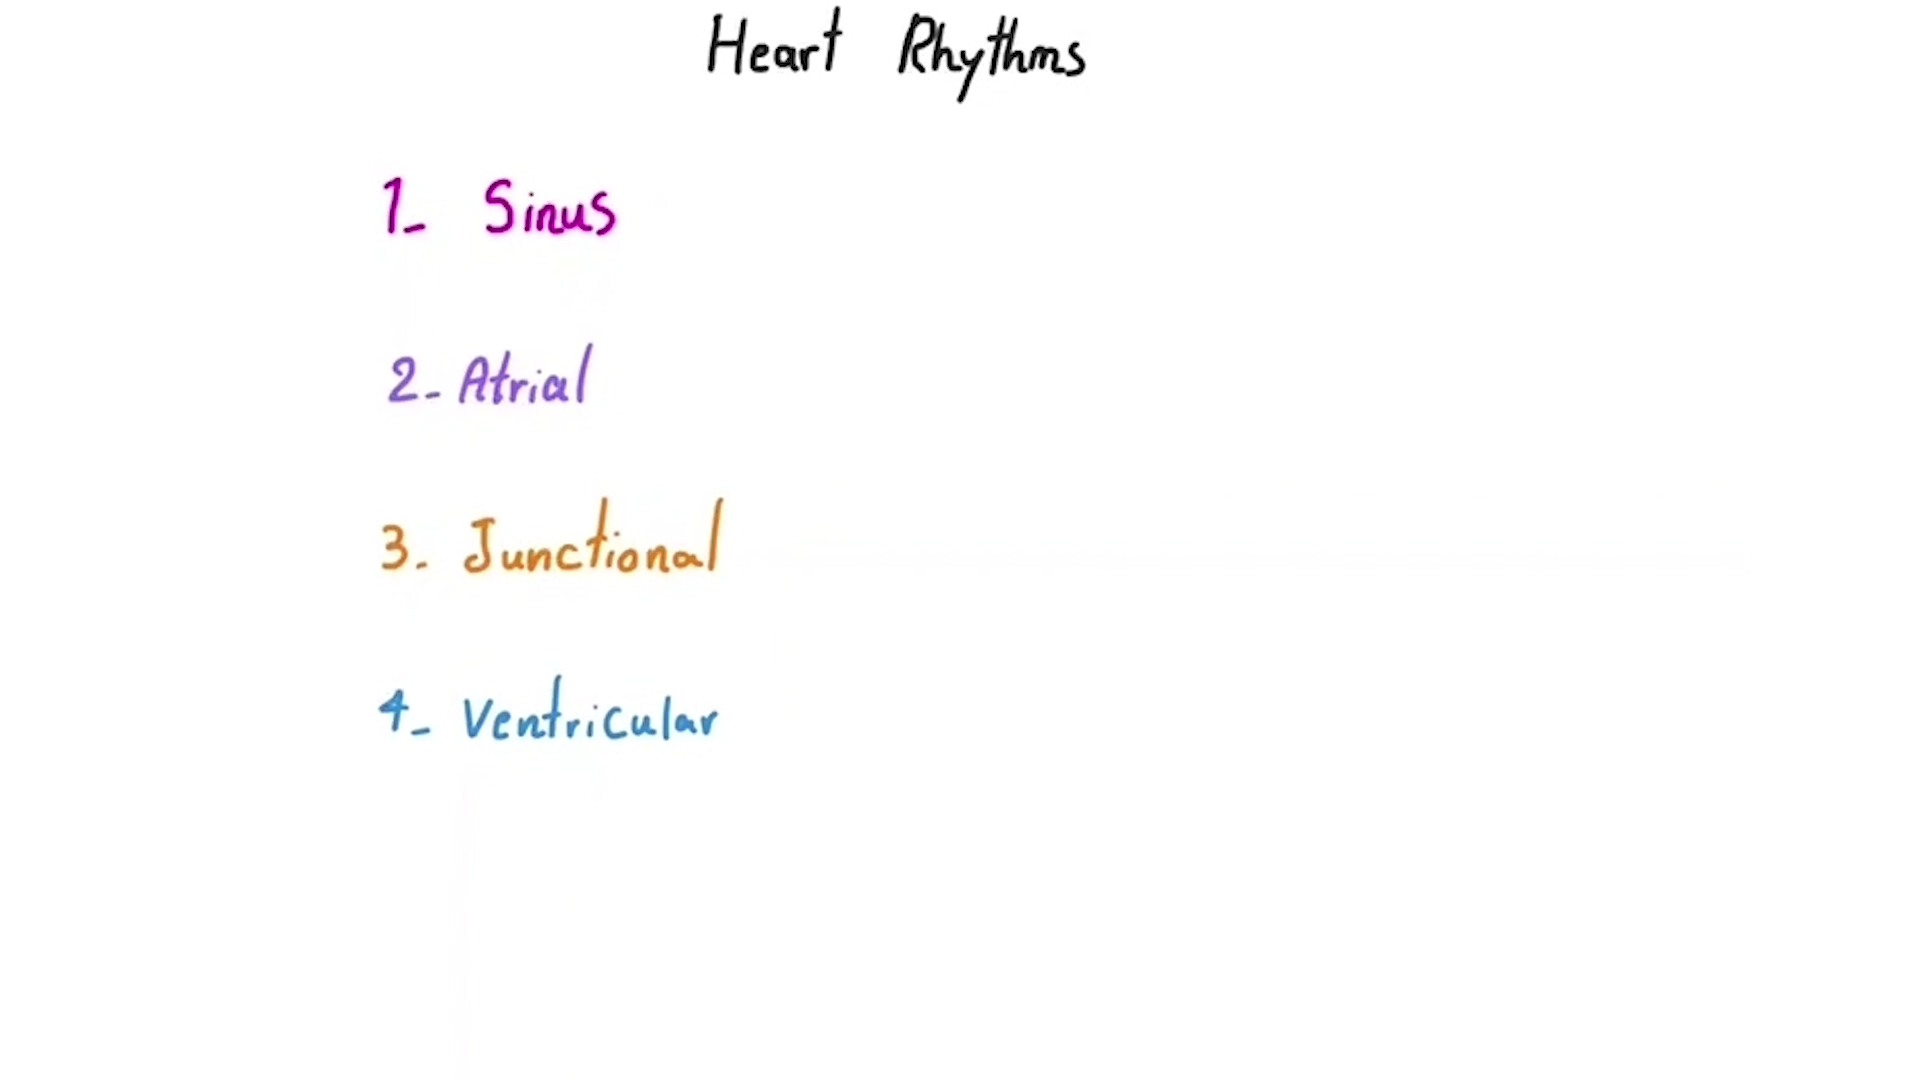 Heart Rhythms
1- Sinus
2- Atrial
3- Junctional
4- Ventricular